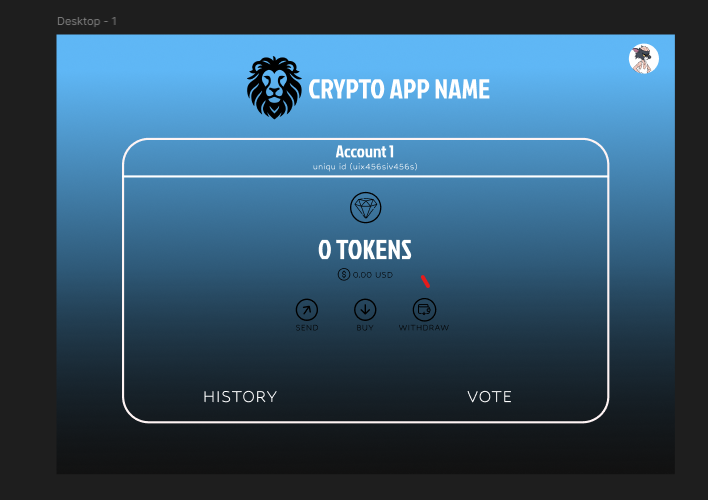 Desktop - 1
CRYPTO APP NAME
Account 1
uniqu id (uix456siv456s)
0 TOKENS
$ 0.00 USD
SEND BUY WITHDRAW
HISTORY VOTE